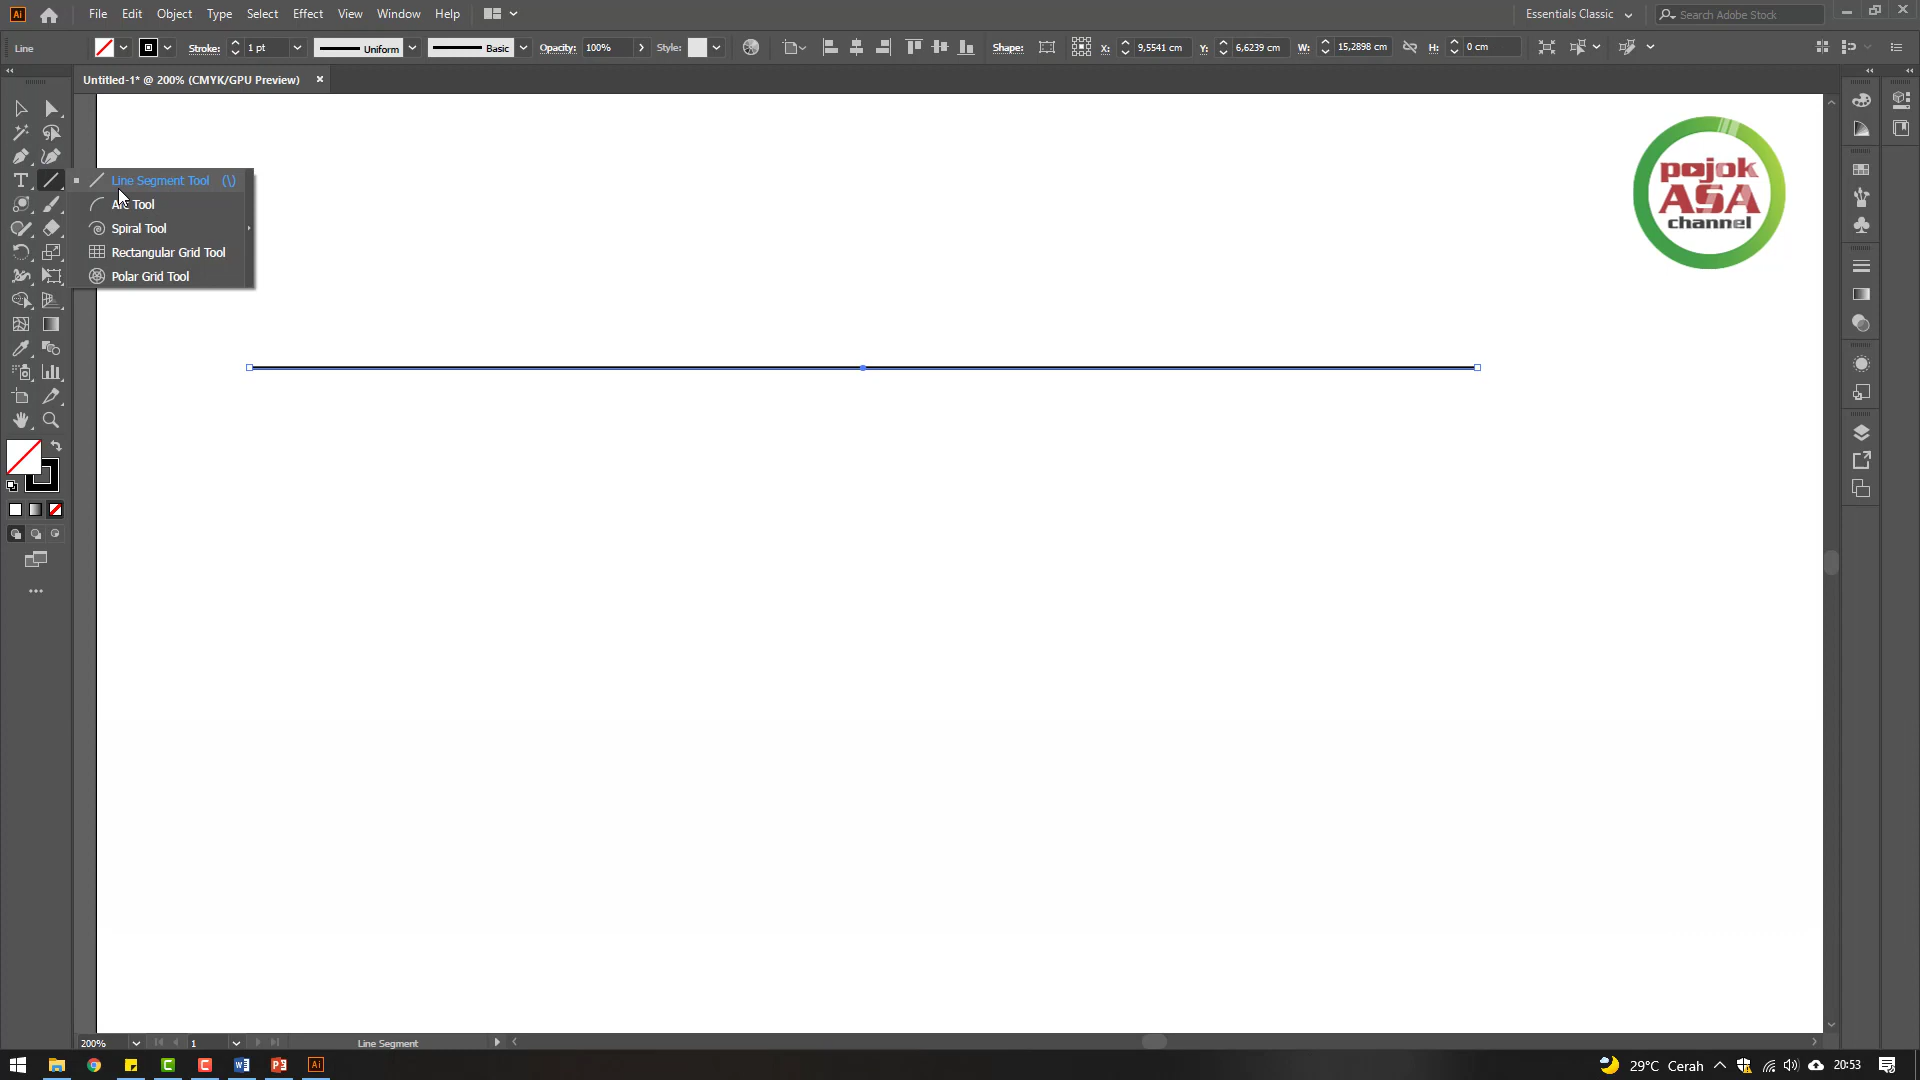 Ai File Edit Object Type Select Effect View Window Help Essentials Classic Search Adobe Stock
Line Stroke: 1 pt Uniform Basic Opacity: 100% Style: Shape: X: 9,5541 cm Y: 6,6239 cm W: 15,2898 cm H: 0 cm
Untitled-1* @ 200% (CMYK/GPU Preview) ×
Line Segment Tool (\)
Tool
Spiral Tool
Rectangular Grid Tool
Polar Grid Tool
pojok
ASA
channel
200% 1 Line Segment
Ai 29°C Cerah 20:53